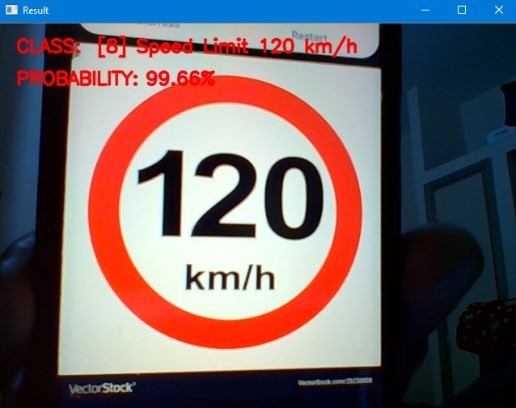 Result
Restart
CLASS: [8] Speed Limit 120 km/h
PROBABILITY: 99.66%
120
km/h
VectorStock®